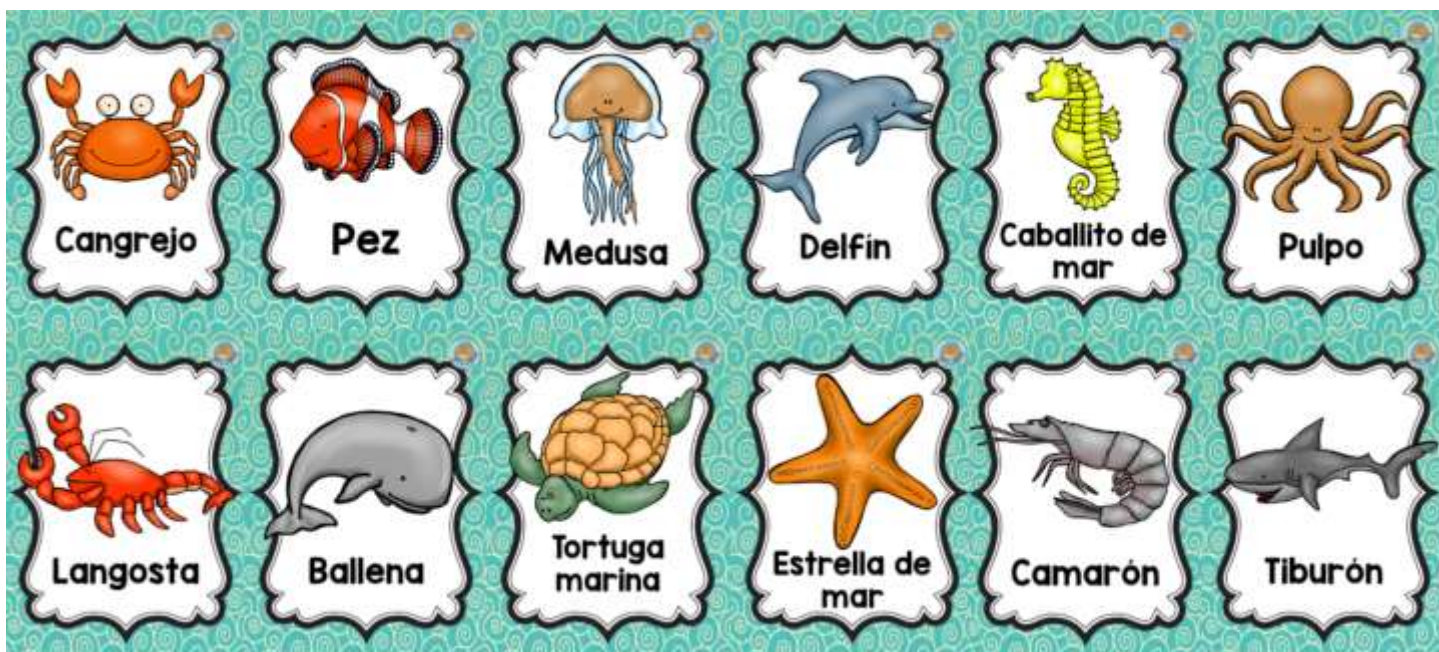 Cangrejo
Pez
Medusa
Delfín
Caballito de
mar
Pulpo
Langosta
Ballena
Tortuga
marina
Estrella de
mar
Camarón
Tiburón